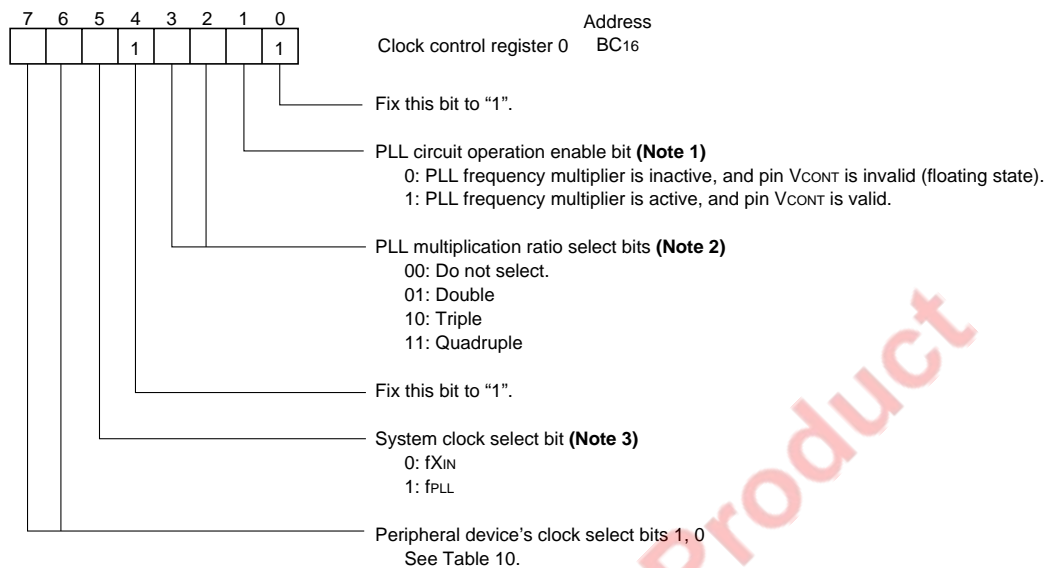 7 6 5 4 3 2 1 0
Address
1 1
Clock control register 0 BC16
Fix this bit to “1”.
PLL circuit operation enable bit (Note 1)
0: PLL frequency multiplier is inactive, and pin VCONT is invalid (floating state).
1: PLL frequency multiplier is active, and pin VCONT is valid.
PLL multiplication ratio select bits (Note 2)
00: Do not select.
01: Double
10: Triple
11: Quadruple
Fix this bit to “1”.
System clock select bit (Note 3)
0: fXIN
1: fPLL
Peripheral device’s clock select bits 1, 0
See Table 10.
Product